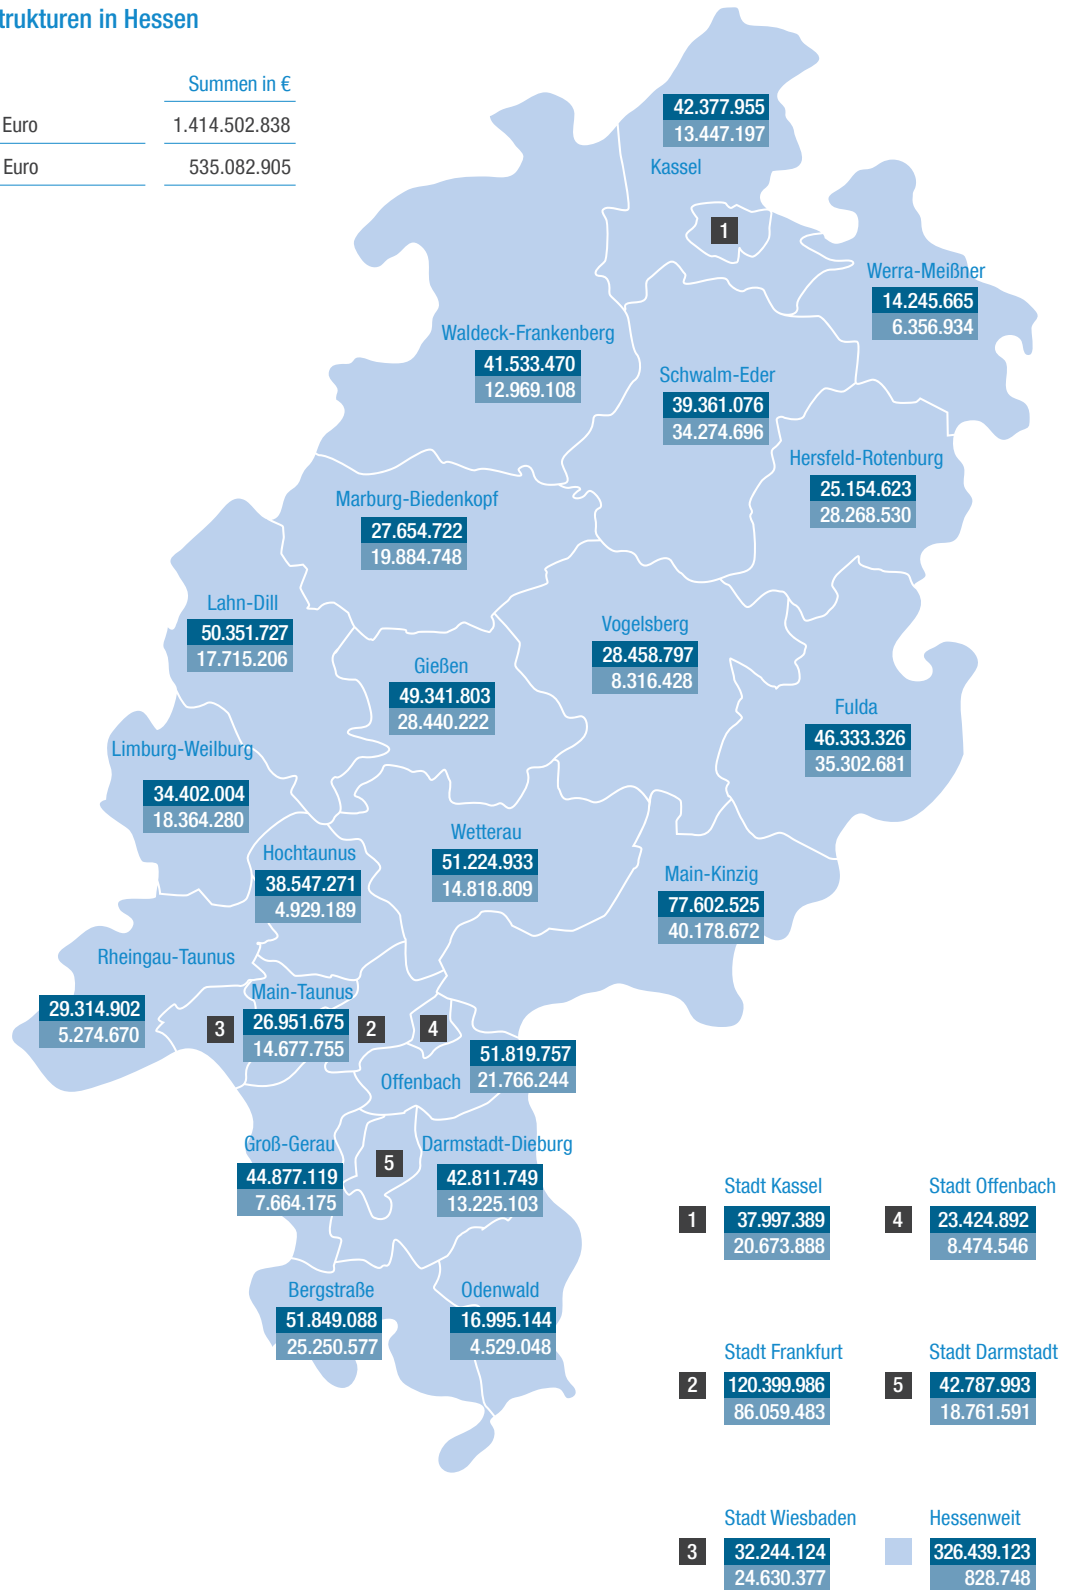 trukturen in Hessen
Summen in €
Euro 1.414.502.838
Euro 535.082.905
42.377.955
13.447.197
Kassel
1
Werra-Meißner
14.245.665
6.356.934
Waldeck-Frankenberg
41.533.470
12.969.108
Schwalm-Eder
39.361.076
34.274.696
Hersfeld-Rotenburg
25.154.623
28.268.530
Marburg-Biedenkopf
27.654.722
19.884.748
Lahn-Dill
50.351.727
17.715.206
Vogelsberg
28.458.797
8.316.428
Gießen
49.341.803
28.440.222
Fulda
46.333.326
35.302.681
Limburg-Weilburg
34.402.004
18.364.280
Wetterau
51.224.933
14.818.809
Hochtaunus
38.547.271
4.929.189
Main-Kinzig
77.602.525
40.178.672
Rheingau-Taunus
29.314.902
5.274.670
3
Main-Taunus
26.951.675
14.677.755
2
4
Offenbach
51.819.757
21.766.244
Groß-Gerau
44.877.119
7.664.175
5
Darmstadt-Dieburg
42.811.749
13.225.103
Bergstraße
51.849.088
25.250.577
Odenwald
16.995.144
4.529.048
Stadt Kassel
1 37.997.389
20.673.888
Stadt Offenbach
4 23.424.892
8.474.546
Stadt Frankfurt
2 120.399.986
86.059.483
Stadt Darmstadt
5 42.787.993
18.761.591
Stadt Wiesbaden
3 32.244.124
24.630.377
Hessenweit
326.439.123
828.748